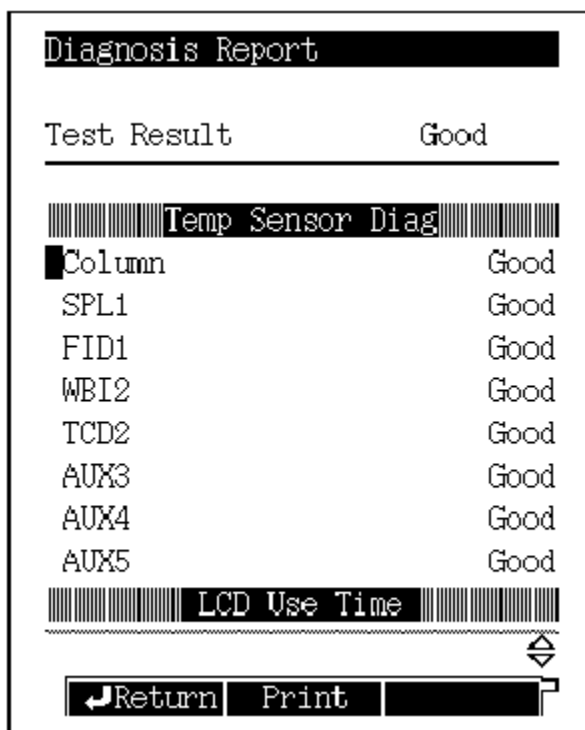 Diagnosis Report
Test Result Good
Temp Sensor Diag
Column Good
SPL1 Good
FID1 Good
WBI2 Good
TCD2 Good
AUX3 Good
AUX4 Good
AUX5 Good
LCD Use Time
Return Print